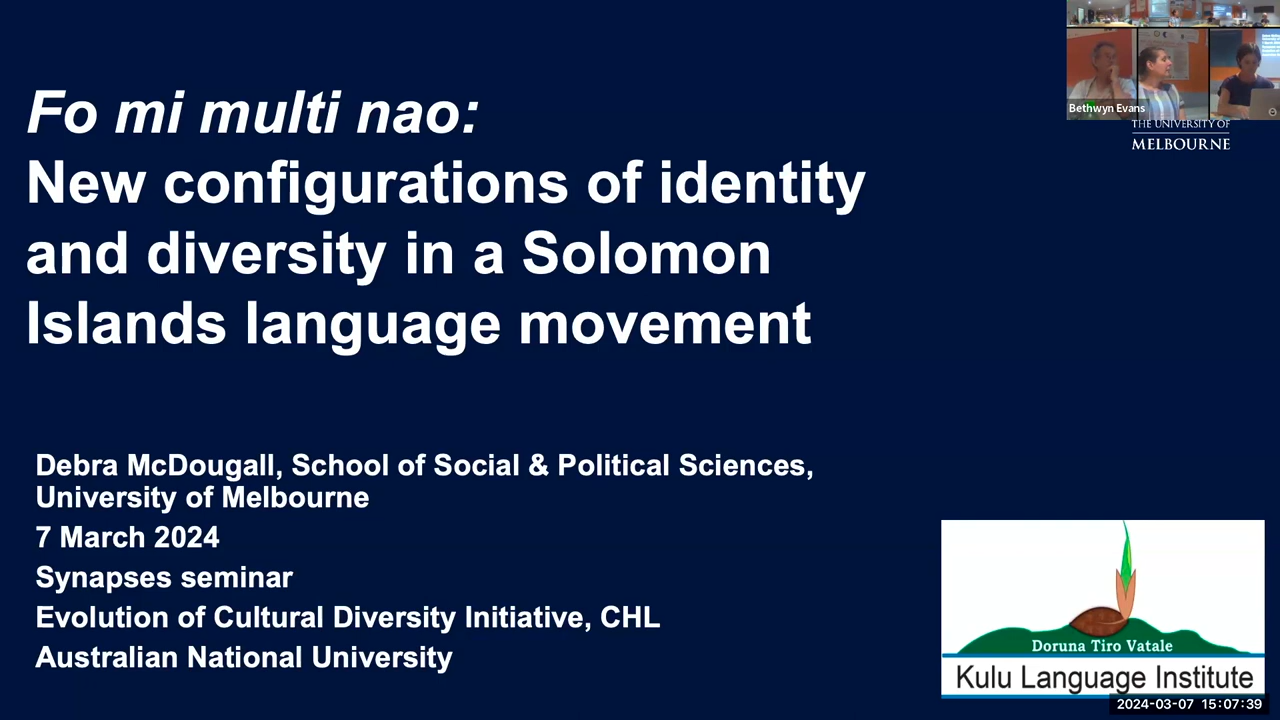 Fo mi multi nao:
New configurations of identity
and diversity in a Solomon
Islands language movement
Bethwyn Evans
THE UNIVERSITY OF
MELBOURNE
Debra McDougall, School of Social & Political Sciences,
University of Melbourne
7 March 2024
Synapses seminar
Evolution of Cultural Diversity Initiative, CHL
Australian National University
Doruna Tiro Vatale
Kulu Language Institute
2024-03-07 15:07:39